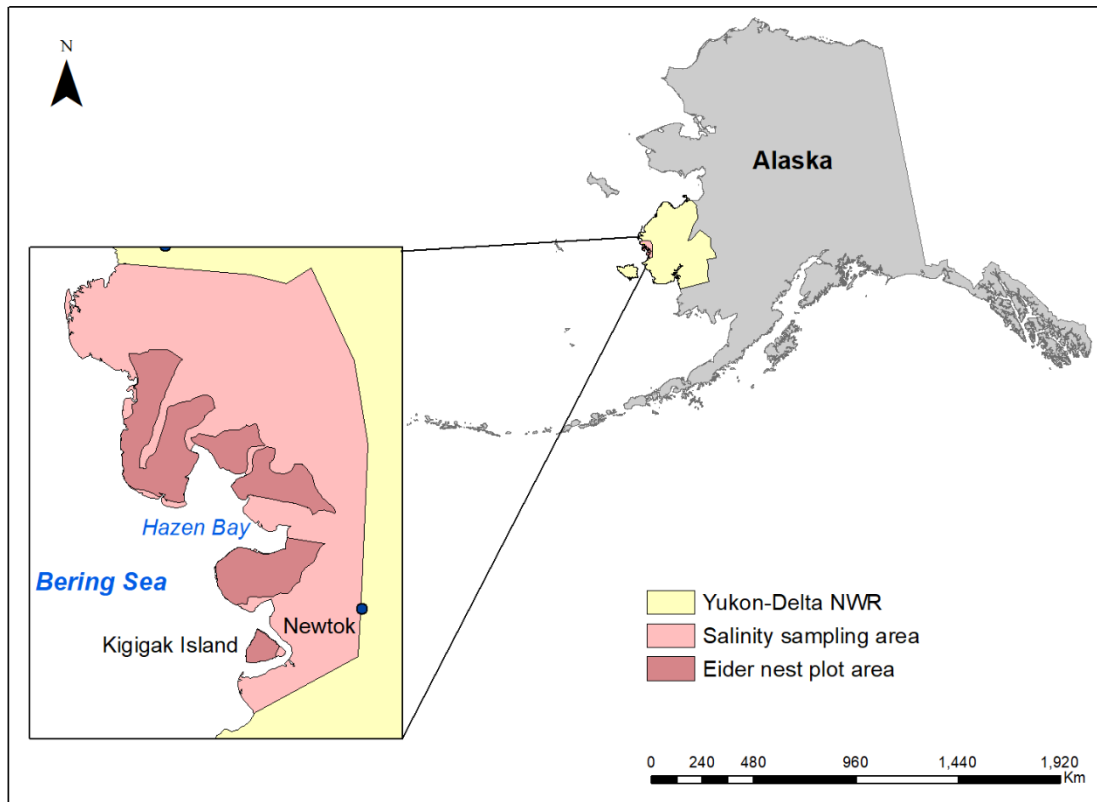 N
Alaska
Hazen Bay
Bering Sea
Newtok
Kigigak Island
Yukon-Delta NWR
Salinity sampling area
Eider nest plot area
0 240 480 960 1,440 1,920
Km